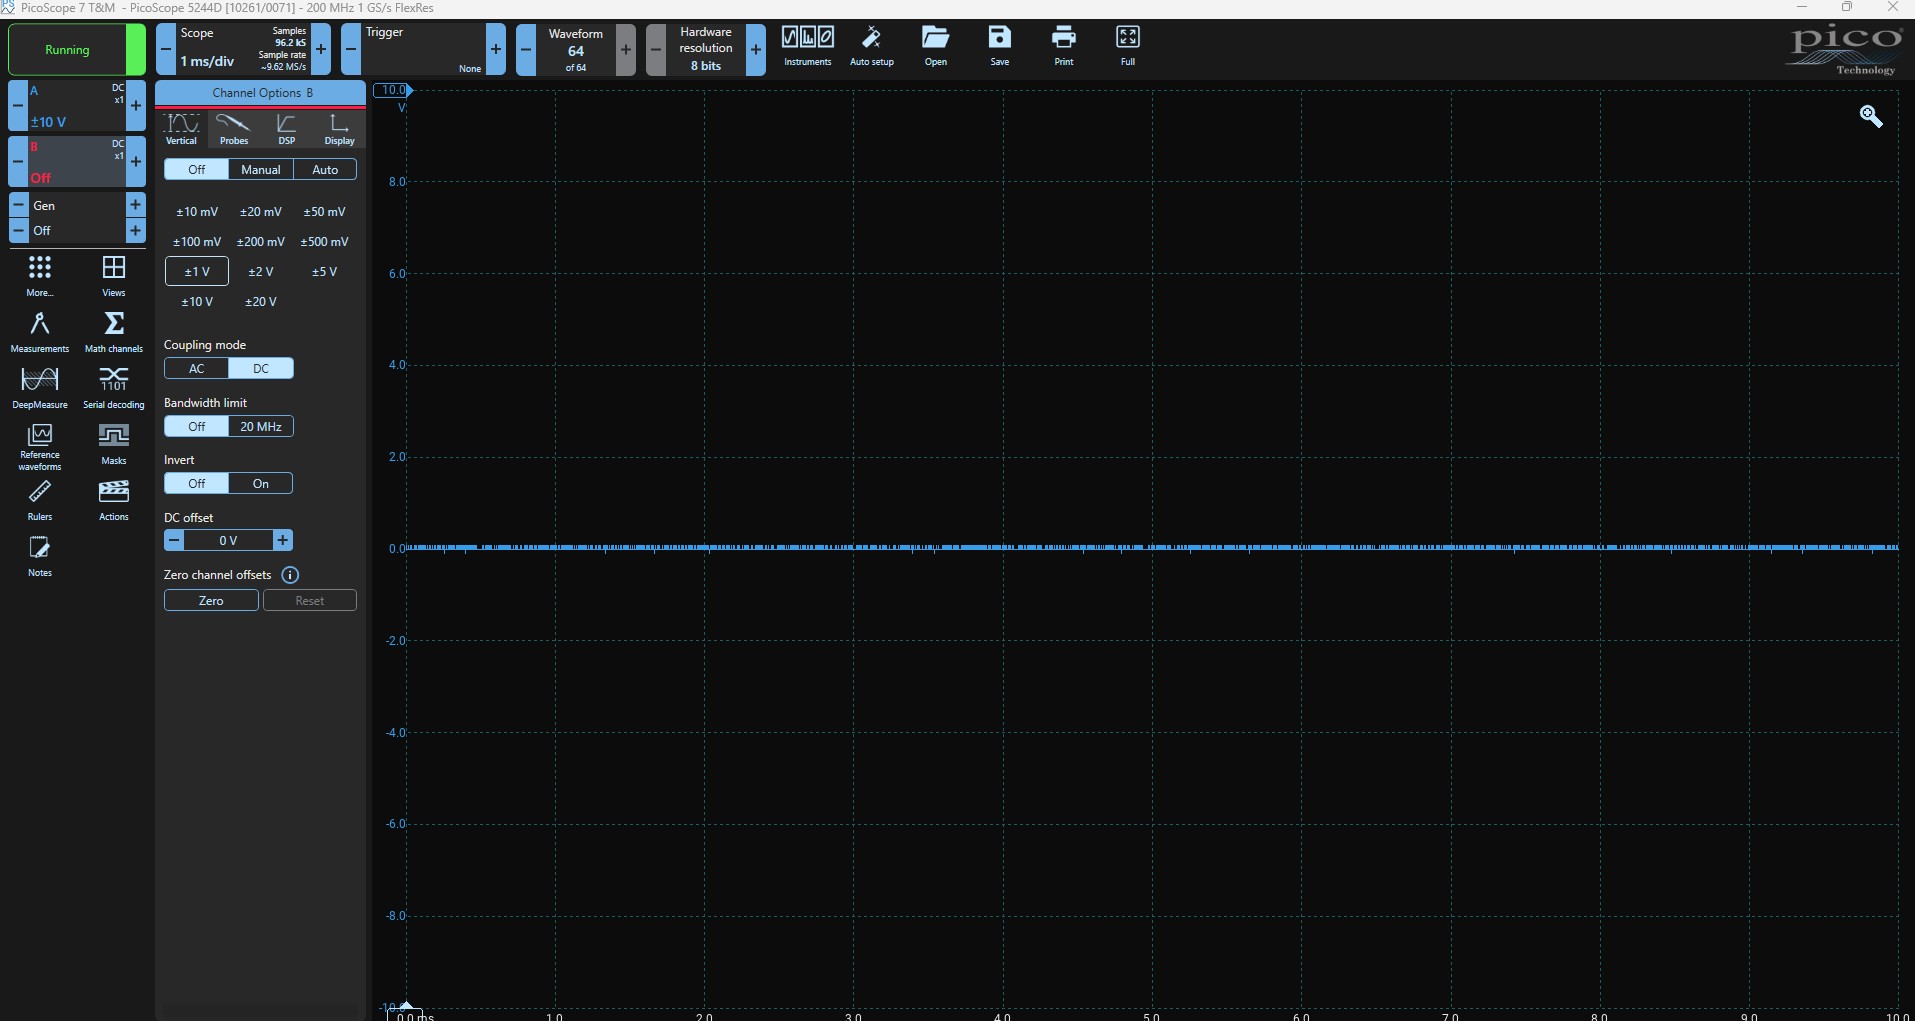 PicoScope 7 T&M - PicoScope 5244D [10261/0071] - 200 MHz 1 GS/s FlexRes
Running
Scope
Samples
96.2 kS
Sample rate
~9.62 MS/s
1 ms/div
Trigger
None
Waveform
64
of 64
Hardware
resolution
8 bits
Instruments
Auto setup
Open
Save
Print
Full
pico
Technology
A
DC
x1
±10 V
B
DC
x1
Off
Gen
Off
More...
Views
Measurements
Math channels
DeepMeasure
1101
Serial decoding
Reference
waveforms
Masks
Rulers
Actions
Notes
Channel Options B
Vertical
Probes
DSP
Display
Off Manual Auto
±10 mV ±20 mV ±50 mV
±100 mV ±200 mV ±500 mV
±1 V ±2 V ±5 V
±10 V ±20 V
Coupling mode
AC DC
Bandwidth limit
Off 20 MHz
Invert
Off On
DC offset
0 V
Zero channel offsets
Zero Reset
10.0
V
8.0
6.0
4.0
2.0
0.0
-2.0
-4.0
-6.0
-8.0
-10.0
0.0 ms 1.0 2.0 3.0 4.0 5.0 6.0 7.0 8.0 9.0 10.0